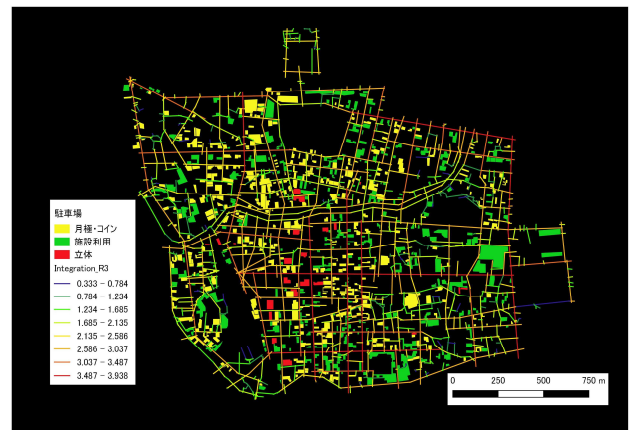 駐車場
月極・コイン
施設利用
立体
Integration_R3
0.333 - 0.784
0.784 - 1.234
1.234 - 1.685
1.685 - 2.135
2.135 - 2.586
2.586 - 3.037
3.037 - 3.487
3.487 - 3.938
0 250 500 750 m